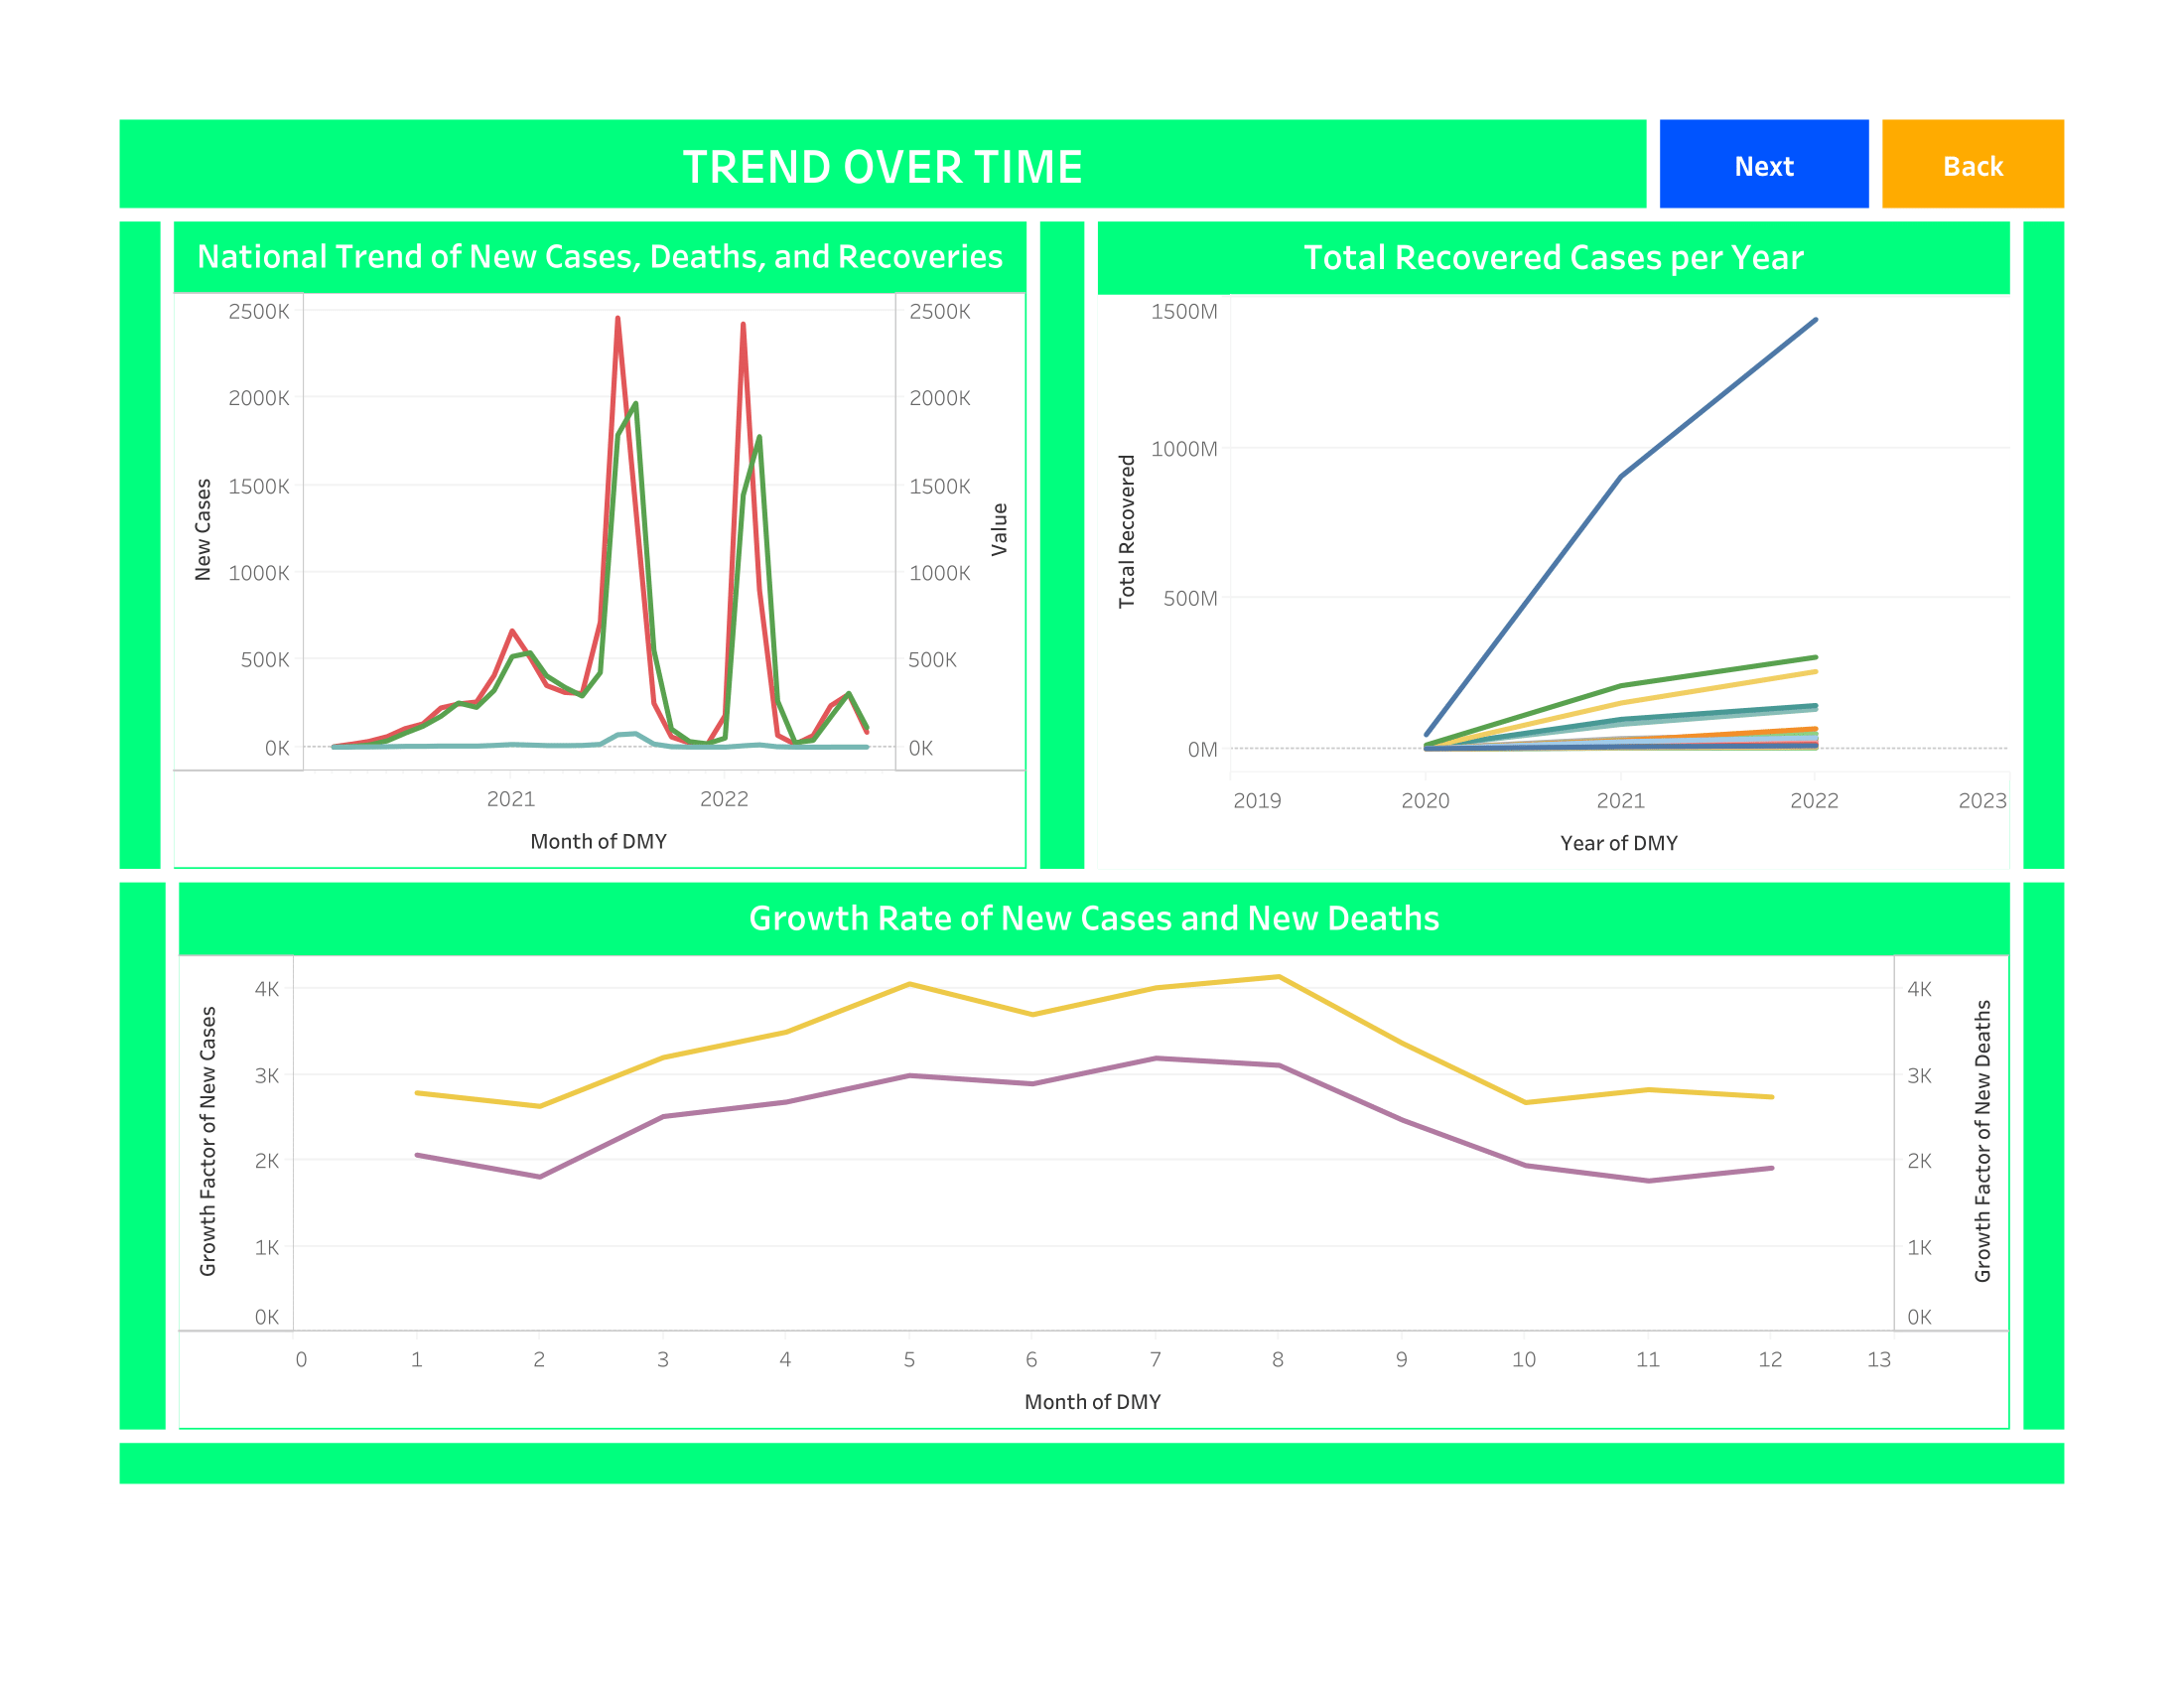 TREND OVER TIME
Next
Back
National Trend of New Cases, Deaths, and Recoveries
2500K
2000K
1500K
1000K
500K
0K
New Cases
2500K
2000K
1500K
1000K
500K
0K
Value
2021 2022
Month of DMY
Total Recovered Cases per Year
1500M
1000M
500M
0M
Total Recovered
2019 2020 2021 2022 2023
Year of DMY
Growth Rate of New Cases and New Deaths
4K
3K
2K
1K
0K
Growth Factor of New Cases
4K
3K
2K
1K
0K
Growth Factor of New Deaths
0 1 2 3 4 5 6 7 8 9 10 11 12 13
Month of DMY